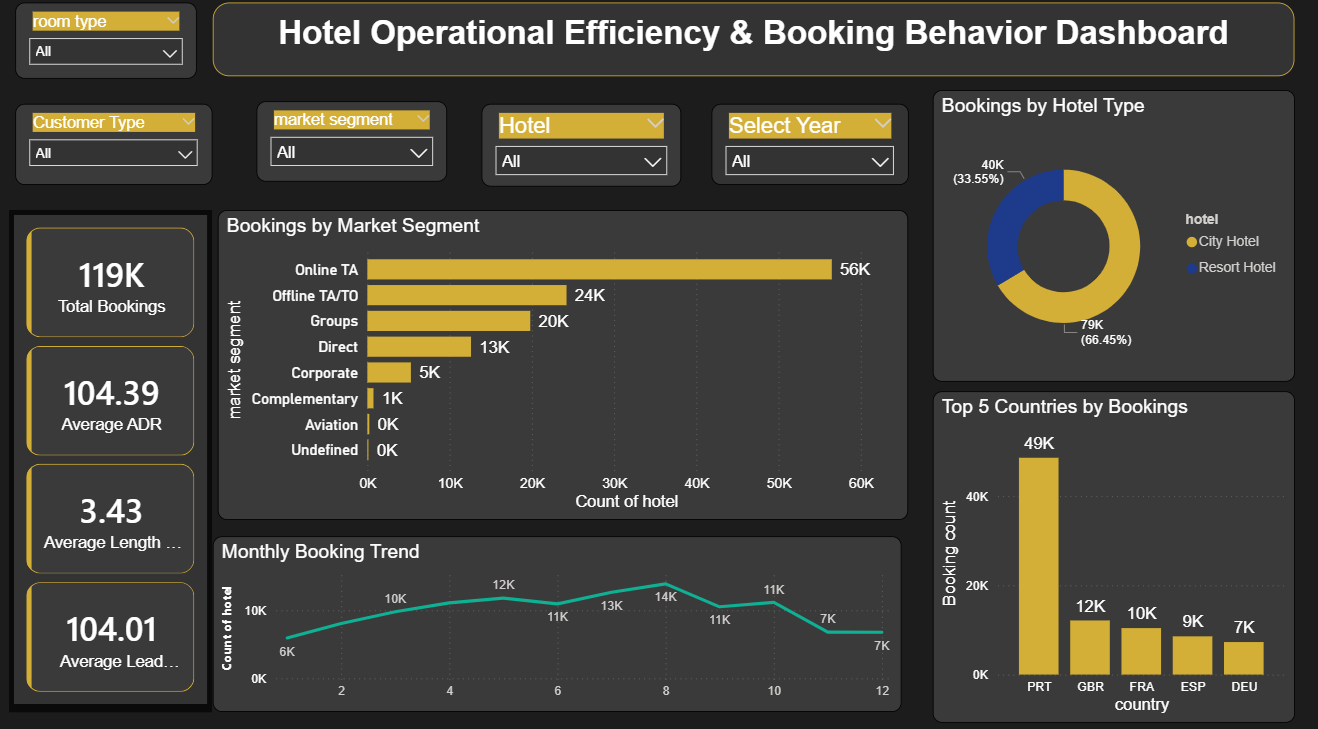 room type
All
Hotel Operational Efficiency & Booking Behavior Dashboard
Customer Type
All
market segment
All
Hotel
All
Select Year
All
119K
Total Bookings
104.39
Average ADR
3.43
Average Length ...
104.01
Average Lead...
Bookings by Market Segment
market segment
Online TA
56K
Offline TA/TO
24K
Groups
20K
Direct
13K
Corporate
5K
Complementary
1K
Aviation
0K
Undefined
0K
0K 10K 20K 30K 40K 50K 60K
Count of hotel
Monthly Booking Trend
Count of hotel
10K
0K
6K
10K
12K
11K
13K
14K
11K
11K
7K
7K
2 4 6 8 10 12
Bookings by Hotel Type
40K
(33.55%)
79K
(66.45%)
hotel
City Hotel
Resort Hotel
Top 5 Countries by Bookings
Booking count
40K
20K
0K
49K
12K
10K
9K
7K
PRT GBR FRA ESP DEU
country